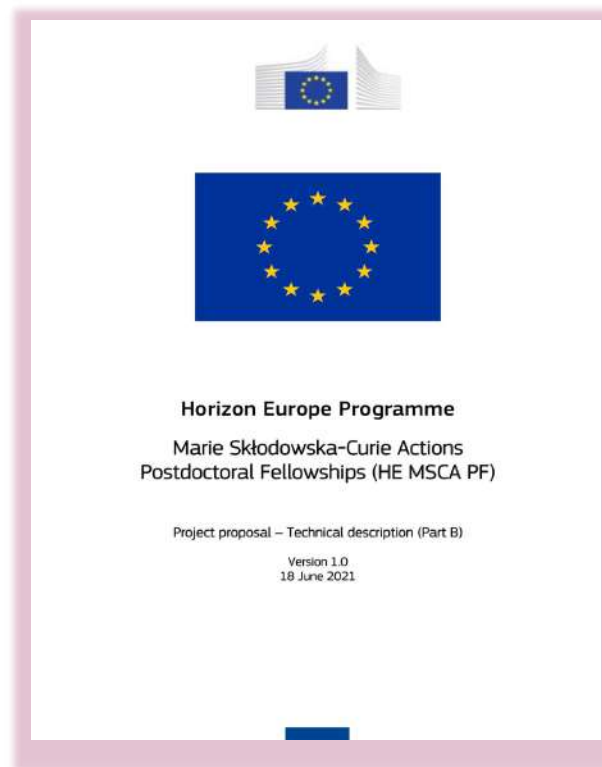 Horizon Europe Programme
Marie Skłodowska-Curie Actions
Postdoctoral Fellowships (HE MSCA PF)
Project proposal – Technical description (Part B)
Version 1.0
18 June 2021